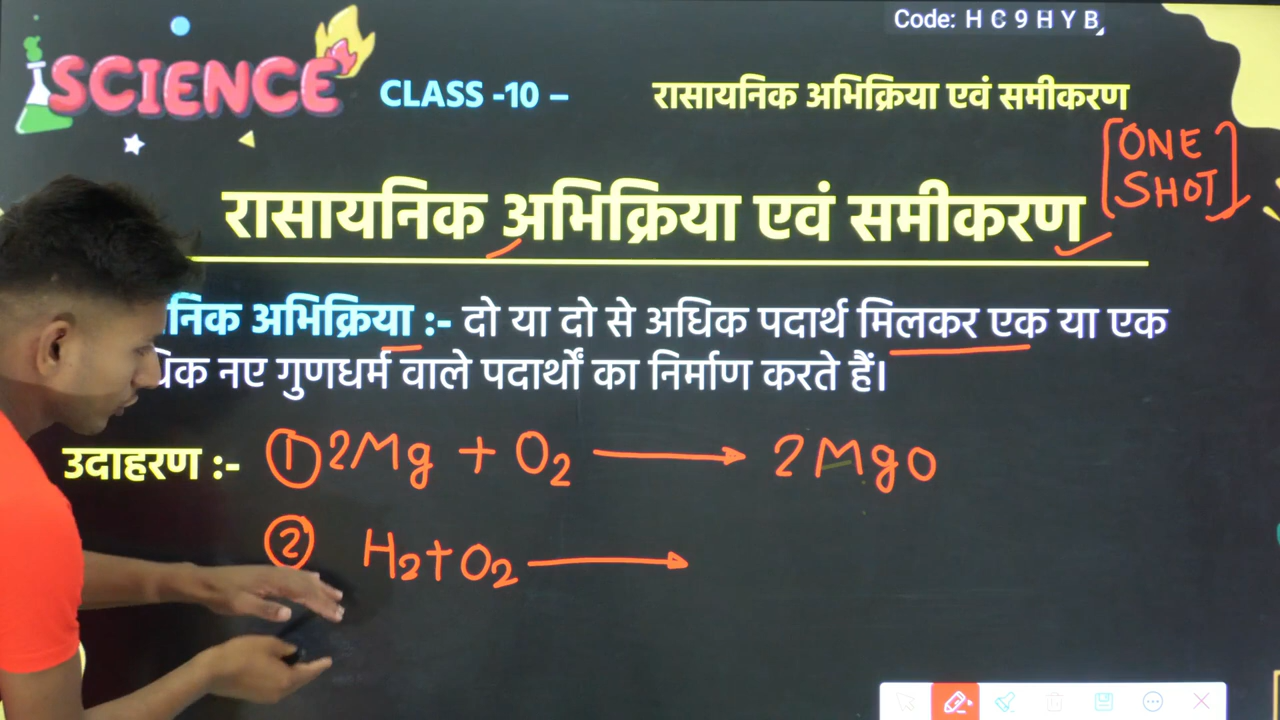 Code: H C 9 H Y B
SCIENCE CLASS -10 – रासायनिक अभिक्रिया एवं समीकरण
[ONE
SHOT]
रासायनिक अभिक्रिया एवं समीकरण
निक अभिक्रिया :- दो या दो से अधिक पदार्थ मिलकर एक या एक
धिक नए गुणधर्म वाले पदार्थों का निर्माण करते हैं।
उदाहरण :- ① 2Mg + O₂ ⟶ 2MgO
② H₂+O₂ ⟶